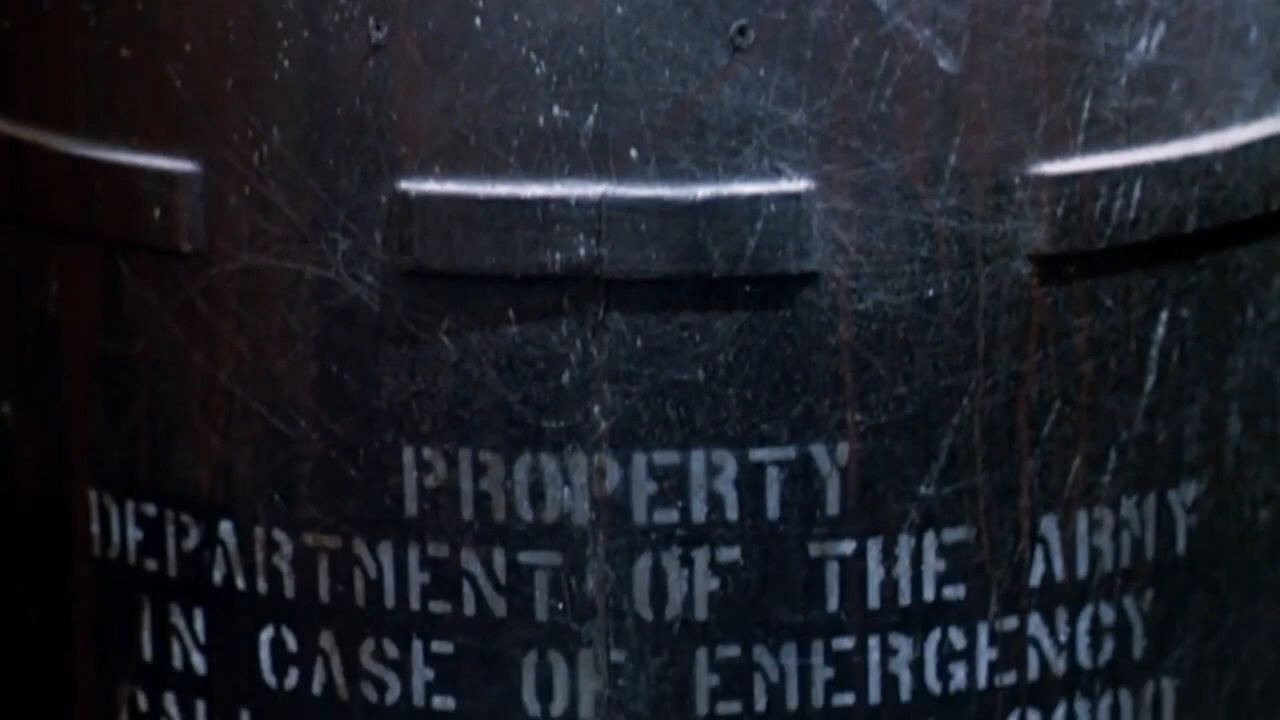 PROPERTY
DEPARTMENT OF THE ARMY
IN CASE OF EMERGENCY